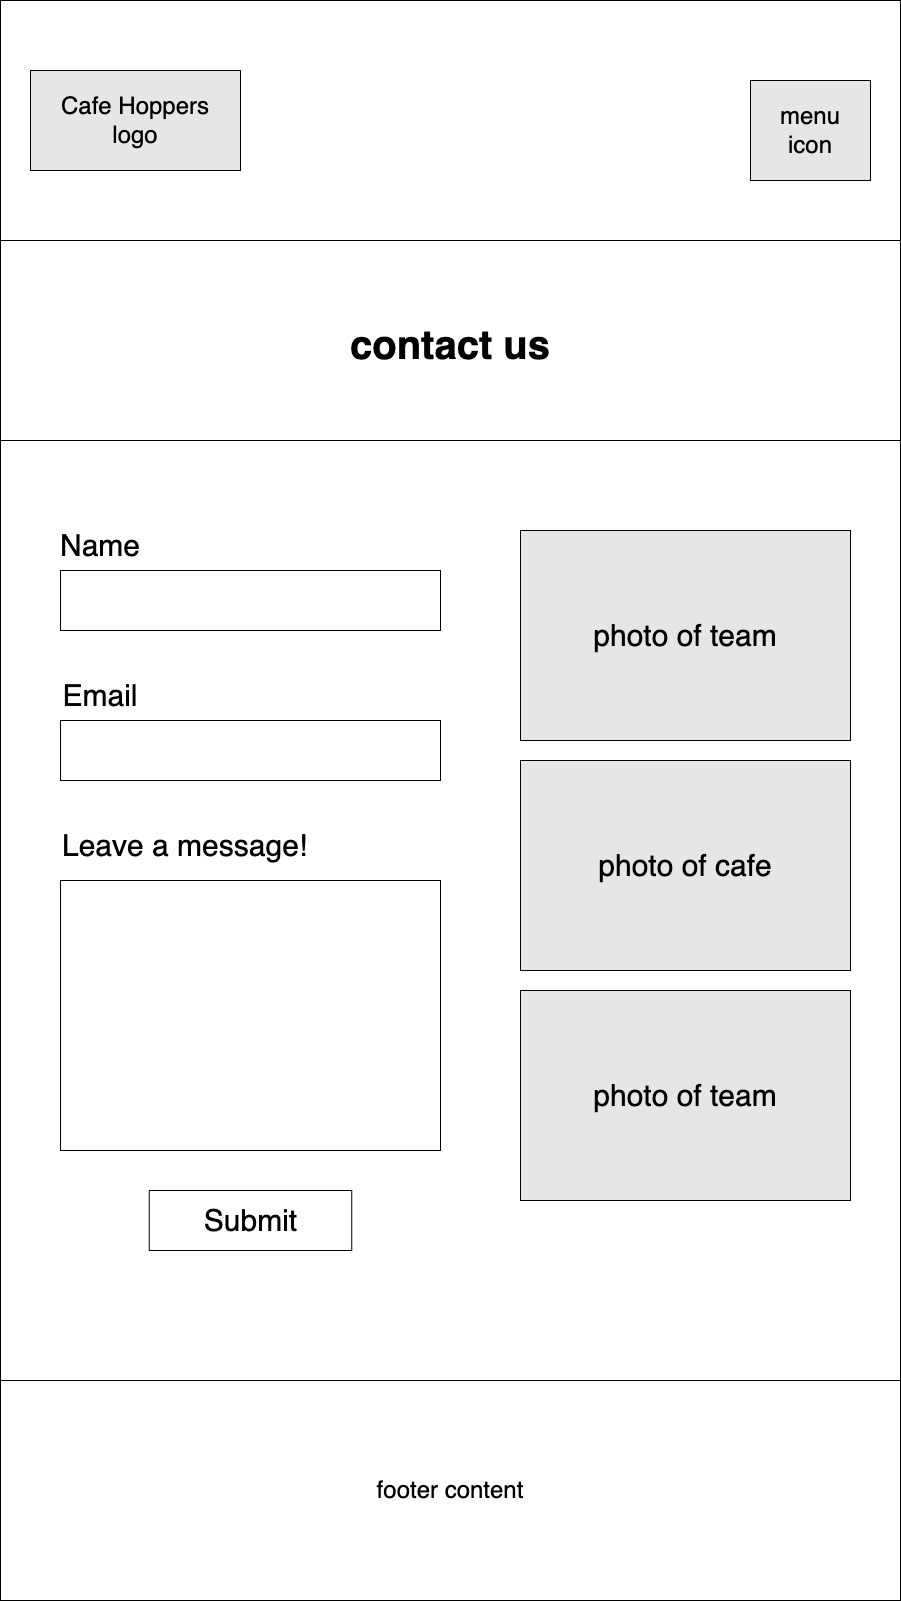 Cafe Hoppers
logo
menu
icon
contact us
Name
Email
Leave a message!
Submit
photo of team
photo of cafe
photo of team
footer content